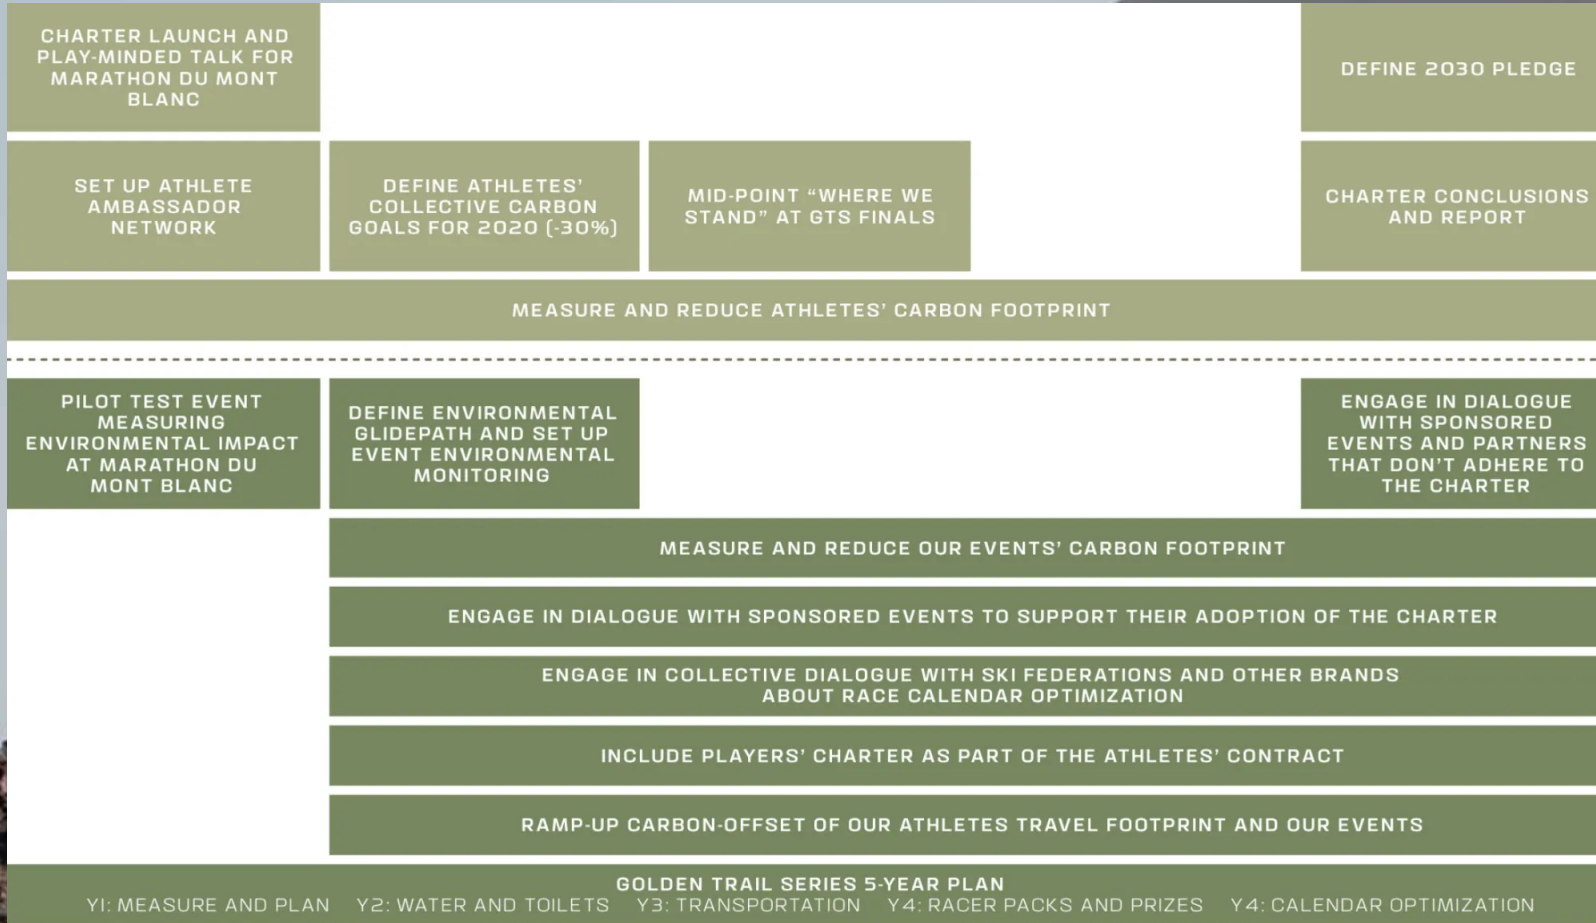 CHARTER LAUNCH AND
PLAY-MINDED TALK FOR
MARATHON DU MONT
BLANC
DEFINE 2030 PLEDGE
SET UP ATHLETE
AMBASSADOR
NETWORK
DEFINE ATHLETES’
COLLECTIVE CARBON
GOALS FOR 2020 (-30%)
MID-POINT “WHERE WE
STAND” AT GTS FINALS
CHARTER CONCLUSIONS
AND REPORT
MEASURE AND REDUCE ATHLETES’ CARBON FOOTPRINT
PILOT TEST EVENT
MEASURING
ENVIRONMENTAL IMPACT
AT MARATHON DU
MONT BLANC
DEFINE ENVIRONMENTAL
GLIDEPATH AND SET UP
EVENT ENVIRONMENTAL
MONITORING
ENGAGE IN DIALOGUE
WITH SPONSORED
EVENTS AND PARTNERS
THAT DON’T ADHERE TO
THE CHARTER
MEASURE AND REDUCE OUR EVENTS’ CARBON FOOTPRINT
ENGAGE IN DIALOGUE WITH SPONSORED EVENTS TO SUPPORT THEIR ADOPTION OF THE CHARTER
ENGAGE IN COLLECTIVE DIALOGUE WITH SKI FEDERATIONS AND OTHER BRANDS
ABOUT RACE CALENDAR OPTIMIZATION
INCLUDE PLAYERS’ CHARTER AS PART OF THE ATHLETES’ CONTRACT
RAMP-UP CARBON-OFFSET OF OUR ATHLETES TRAVEL FOOTPRINT AND OUR EVENTS
GOLDEN TRAIL SERIES 5-YEAR PLAN
Y1: MEASURE AND PLAN Y2: WATER AND TOILETS Y3: TRANSPORTATION Y4: RACER PACKS AND PRIZES Y4: CALENDAR OPTIMIZATION